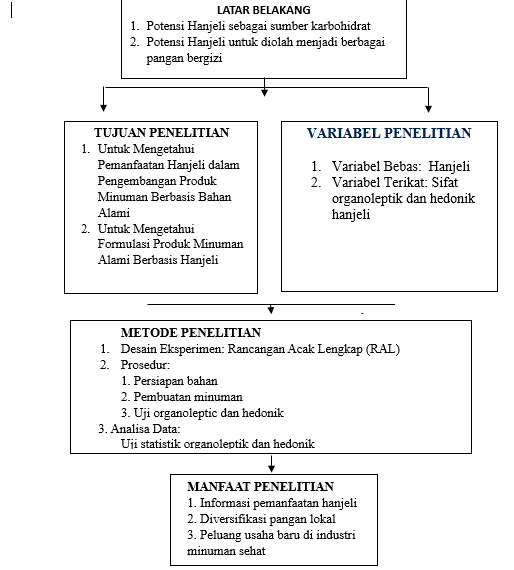 LATAR BELAKANG
1. Potensi Hanjeli sebagai sumber karbohidrat
2. Potensi Hanjeli untuk diolah menjadi berbagai
pangan bergizi
TUJUAN PENELITIAN
1. Untuk Mengetahui
Pemanfaatan Hanjeli dalam
Pengembangan Produk
Minuman Berbasis Bahan
Alami
2. Untuk Mengetahui
Formulasi Produk Minuman
Alami Berbasis Hanjeli
VARIABEL PENELITIAN
1. Variabel Bebas: Hanjeli
2. Variabel Terikat: Sifat
organoleptik dan hedonik
hanjeli
METODE PENELITIAN
1. Desain Eksperimen: Rancangan Acak Lengkap (RAL)
2. Prosedur:
1. Persiapan bahan
2. Pembuatan minuman
3. Uji organoleptic dan hedonik
3. Analisa Data:
Uji statistik organoleptik dan hedonik
MANFAAT PENELITIAN
1. Informasi pemanfaatan hanjeli
2. Diversifikasi pangan lokal
3. Peluang usaha baru di industri
minuman sehat